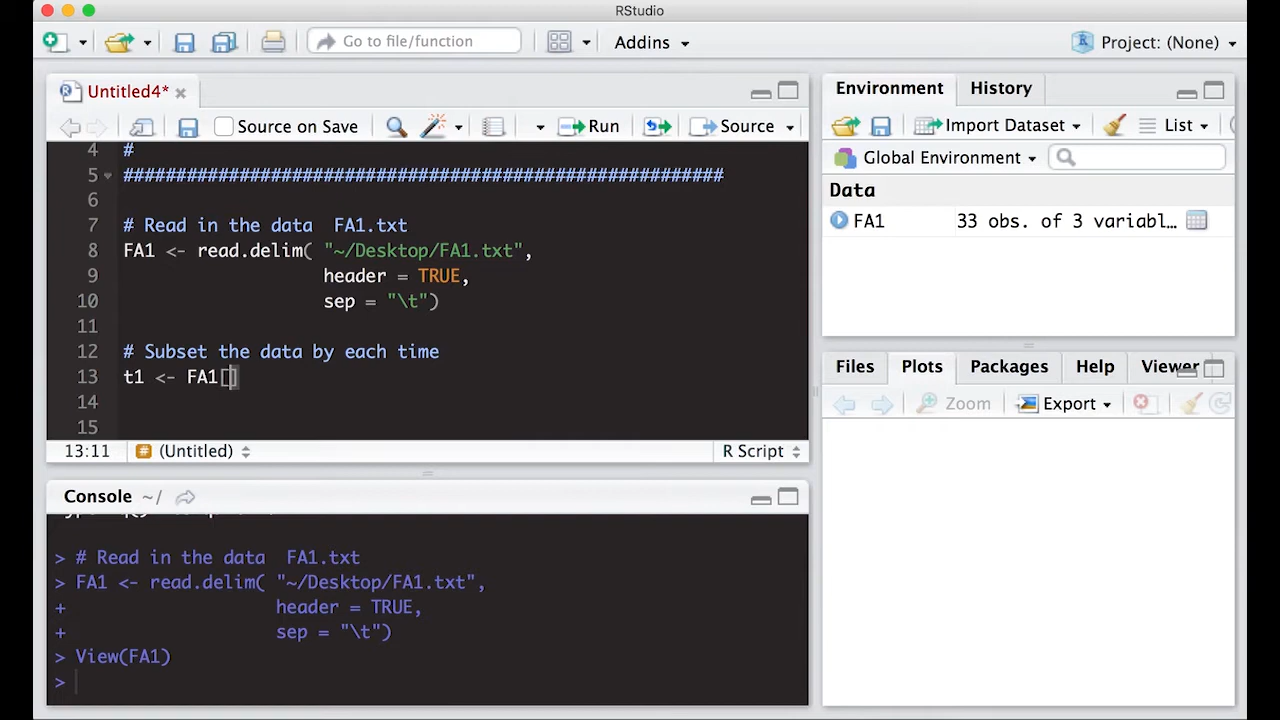 RStudio
Go to file/function
Addins
Project: (None)
Untitled4*
Source on Save
Run
Source
4 #
5 #########################################################
6
7 # Read in the data  FA1.txt
8 FA1 <- read.delim( "~/Desktop/FA1.txt",
9 header = TRUE,
10 sep = "\t")
11
12 # Subset the data by each time
13 t1 <- FA1[]
14
15
13:11
# (Untitled)
R Script
Console ~/
> # Read in the data  FA1.txt
> FA1 <- read.delim( "~/Desktop/FA1.txt",
+ header = TRUE,
+ sep = "\t")
> View(FA1)
>
Environment
History
Import Dataset
List
Global Environment
Data
FA1 33 obs. of 3 variabl…
Files
Plots
Packages
Help
Viewer
Zoom
Export